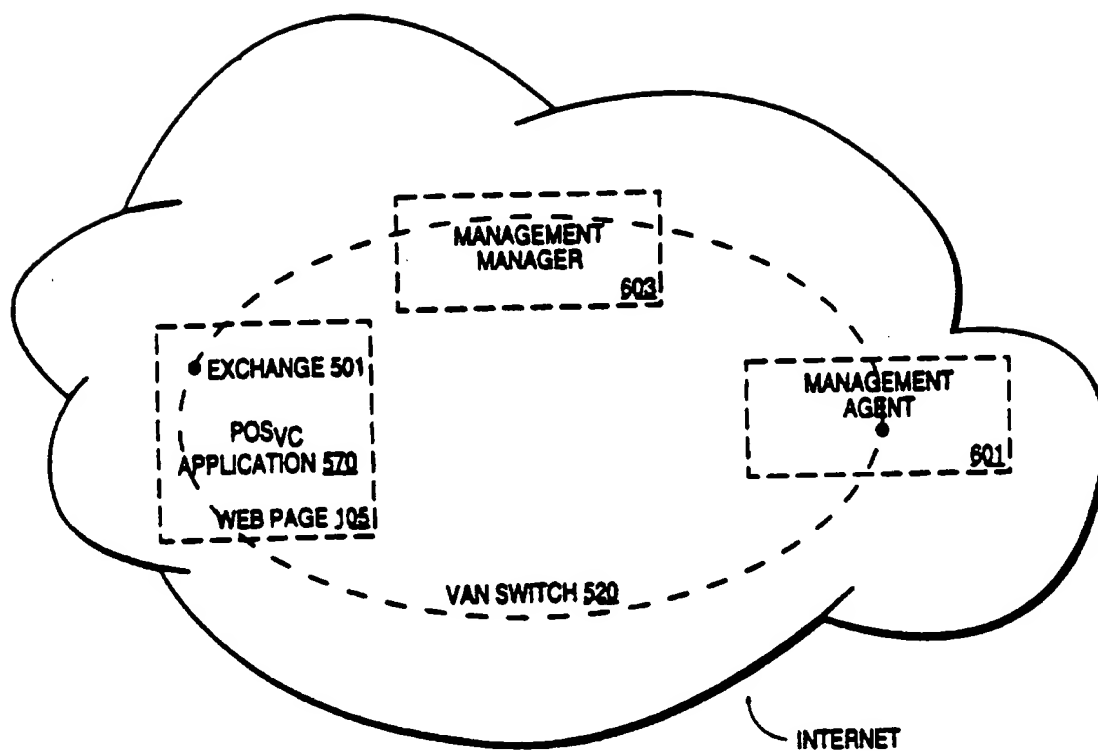 MANAGEMENT
MANAGER
603
EXCHANGE 501
POSVC
APPLICATION 570
WEB PAGE 105
MANAGEMENT
AGENT
601
VAN SWITCH 520
INTERNET